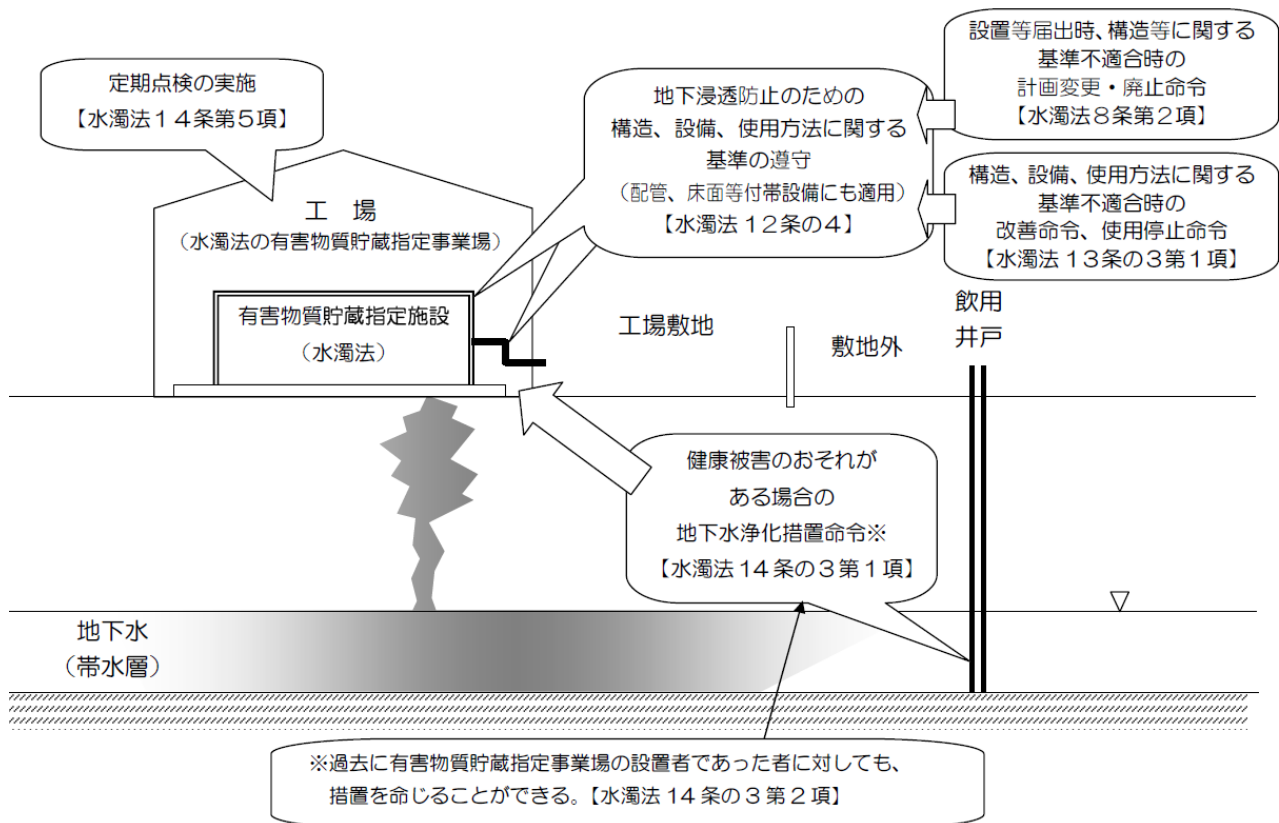 定期点検の実施
【水濁法14条第5項】
地下浸透防止のための
構造、設備、使用方法に関する
基準の遵守
（配管、床面等付帯設備にも適用）
【水濁法12条の4】
設置等届出時、構造等に関する
基準不適合時の
計画変更・廃止命令
【水濁法8条第2項】
構造、設備、使用方法に関する
基準不適合時の
改善命令、使用停止命令
【水濁法13条の3第1項】
工　場
（水濁法の有害物質貯蔵指定事業場）
有害物質貯蔵指定施設
（水濁法）
工場敷地
敷地外
飲用
井戸
健康被害のおそれが
ある場合の
地下水浄化措置命令※
【水濁法14条の3第1項】
地下水
（帯水層）
※過去に有害物質貯蔵指定事業場の設置者であった者に対しても、
措置を命じることができる。【水濁法14条の3第2項】